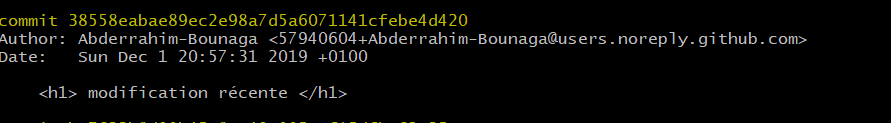 commit 38558eabae89ec2e98a7d5a6071141cfebe4d420
Author: Abderrahim-Bounaga <57940604+Abderrahim-Bounaga@users.noreply.github.com>
Date:   Sun Dec 1 20:57:31 2019 +0100
    <h1> modification récente </h1>